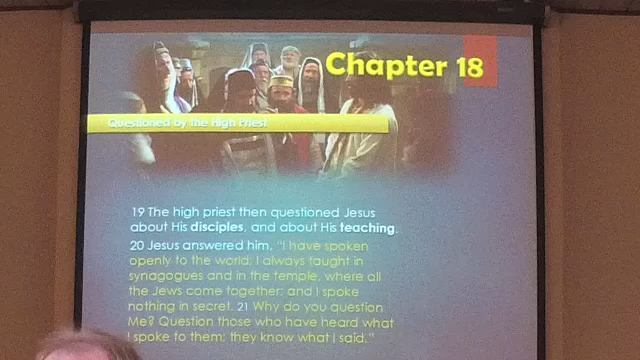 Chapter 18
Questioned by the High Priest
19 The high priest then questioned Jesus
about His disciples, and about His teaching.
20 Jesus answered him, "I have spoken
openly to the world; I always taught in
synagogues and in the temple, where all
the Jews come together; and I spoke
nothing in secret. 21 Why do you question
Me? Question those who have heard what
I spoke to them; they know what I said."